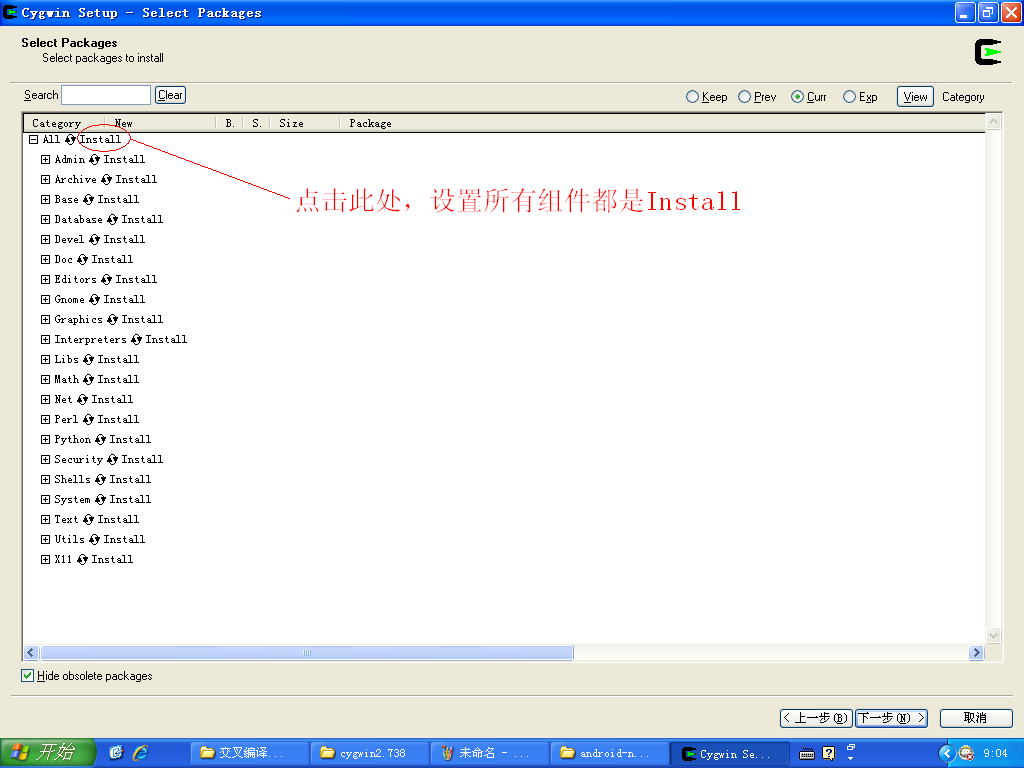 Cygwin Setup - Select Packages
Select Packages
Select packages to install
Search Clear Keep Prev Curr Exp View Category
Category New B. S. Size Package
All Install
Admin Install
Archive Install
点击此处，设置所有组件都是Install
Base Install
Database Install
Devel Install
Doc Install
Editors Install
Gnome Install
Graphics Install
Interpreters Install
Libs Install
Math Install
Net Install
Perl Install
Python Install
Security Install
Shells Install
System Install
Text Install
Utils Install
X11 Install
Hide obsolete packages
< 上一步(B) 下一步(N) > 取消
开始 交叉编译... cygwin2.738 未命名 - ... android-n... Cygwin Se... 9:04